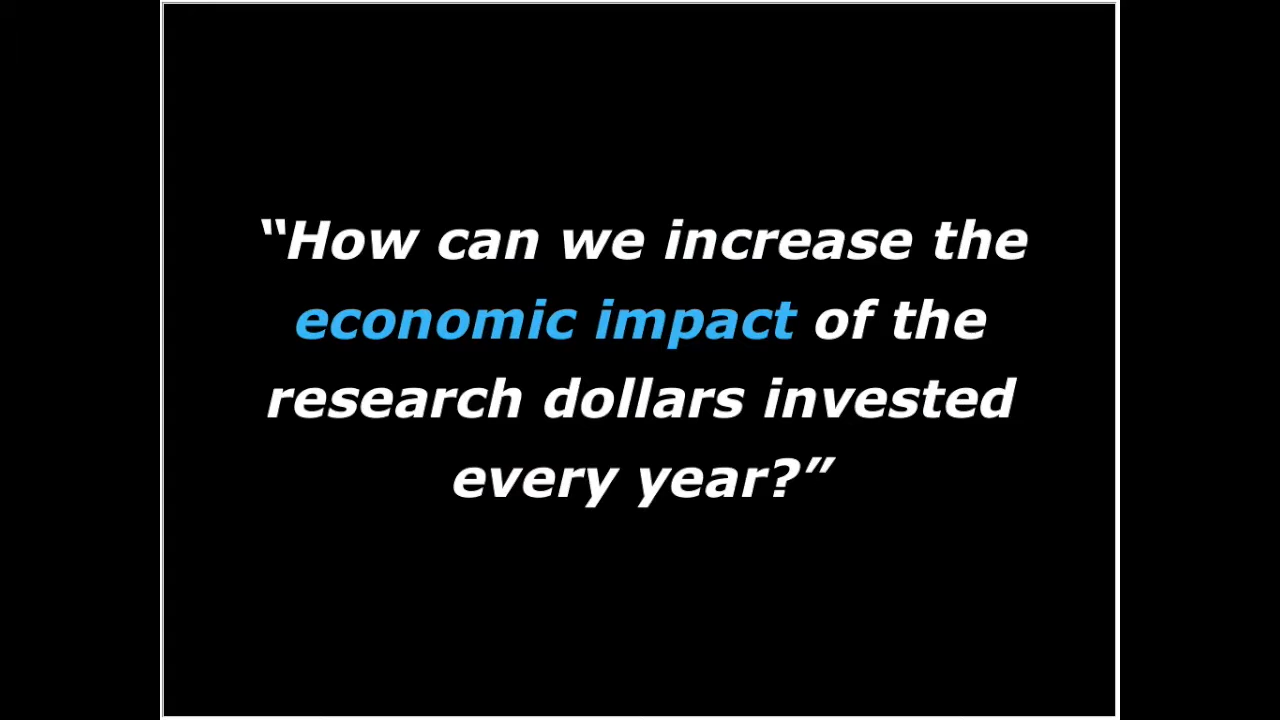 “How can we increase the
economic impact of the
research dollars invested
every year?”